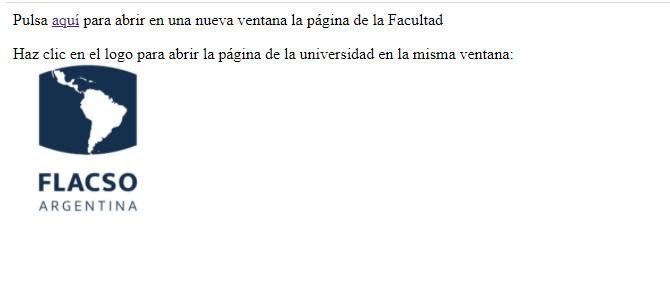 Pulsa aquí para abrir en una nueva ventana la página de la Facultad
Haz clic en el logo para abrir la página de la universidad en la misma ventana:
FLACSO
ARGENTINA